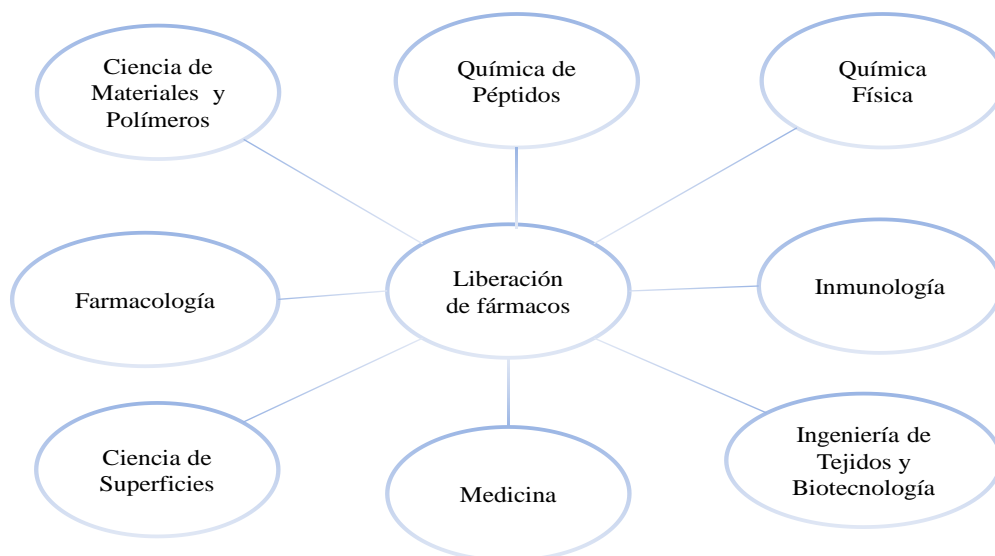 Ciencia de
Materiales y
Polímeros
Química de
Péptidos
Química
Física
Farmacología
Liberación
de fármacos
Inmunología
Ciencia de
Superficies
Medicina
Ingeniería de
Tejidos y
Biotecnología